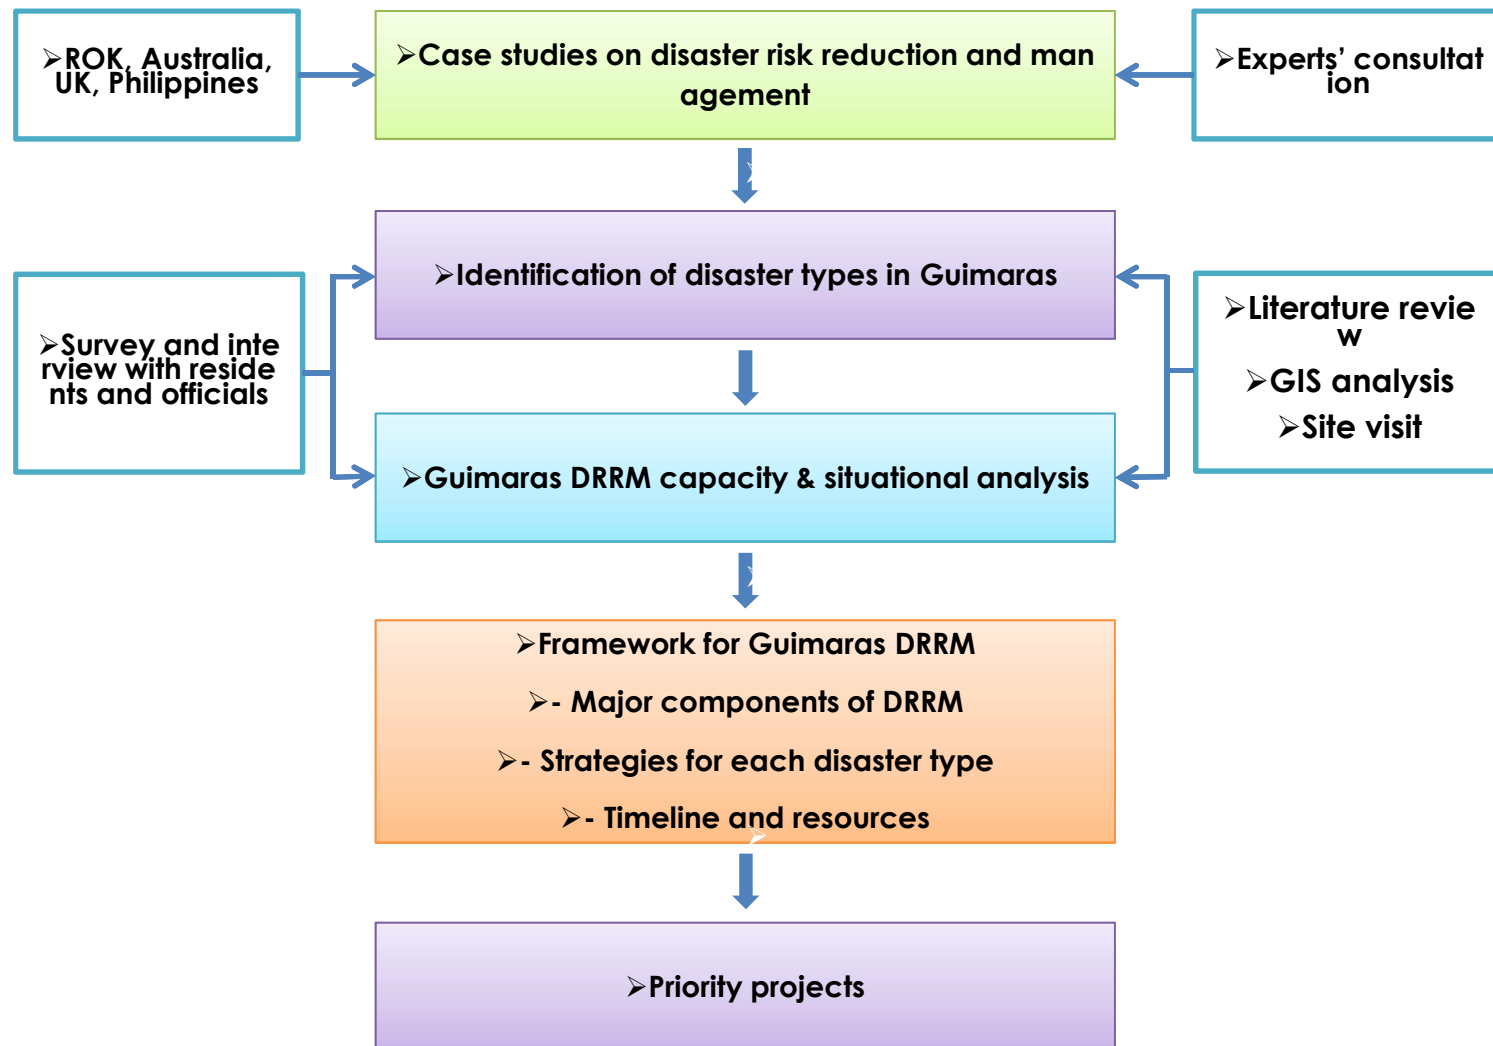 ➢ROK, Australia,
UK, Philippines
➢Case studies on disaster risk reduction and man
agement
➢Experts’ consultat
ion
➢Identification of disaster types in Guimaras
➢Survey and inte
rview with reside
nts and officials
➢Literature revie
w
➢GIS analysis
➢Site visit
➢Guimaras DRRM capacity & situational analysis
➢Framework for Guimaras DRRM
➢- Major components of DRRM
➢- Strategies for each disaster type
➢- Timeline and resources
➢Priority projects